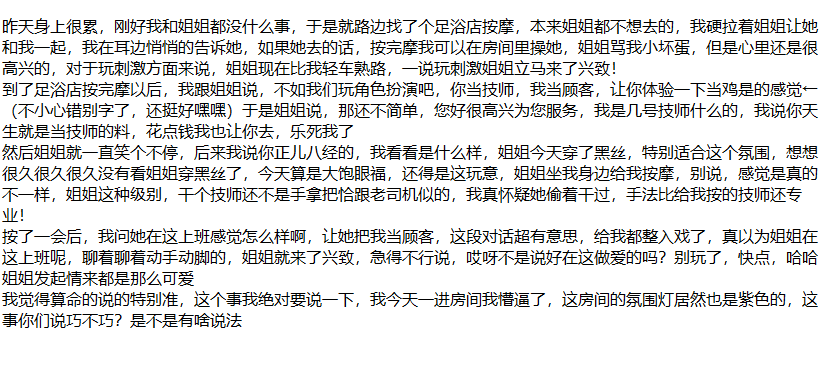 昨天身上很累，刚好我和姐姐都没什么事，于是就路边找了个足浴店按摩，本来姐姐都不想去的，我硬拉着姐姐让她
和我一起，我在耳边悄悄的告诉她，如果她去的话，按完摩我可以在房间里操她，姐姐骂我小坏蛋，但是心里还是很
高兴的，对于玩刺激方面来说，姐姐现在比我轻车熟路，一说玩刺激姐姐立马来了兴致！
到了足浴店按摩以后，我跟姐姐说，不如我们玩角色扮演吧，你当技师，我当顾客，让你体验一下当鸡是的感觉←
（不小心错别字了，还挺好嘿嘿）于是姐姐说，那还不简单，您好很高兴为您服务，我是几号技师什么的，我说你天
生就是当技师的料，花点钱我也让你去，乐死我了
然后姐姐就一直笑个不停，后来我说你正儿八经的，我看看是什么样，姐姐今天穿了黑丝，特别适合这个氛围，想想
很久很久很久没有看姐姐穿黑丝了，今天算是大饱眼福，还得是这玩意，姐姐坐我身边给我按摩，别说，感觉是真的
不一样，姐姐这种级别，干个技师还不是手拿把恰跟老司机似的，我真怀疑她偷着干过，手法比给我按的技师还专
业！
按了一会后，我问她在这上班感觉怎么样啊，让她把我当顾客，这段对话超有意思，给我都整入戏了，真以为姐姐在
这上班呢，聊着聊着动手动脚的，姐姐就来了兴致，急得不行说，哎呀不是说好在这做爱的吗？别玩了，快点，哈哈
姐姐发起情来都是那么可爱
我觉得算命的说的特别准，这个事我绝对要说一下，我今天一进房间我懵逼了，这房间的氛围灯居然也是紫色的，这
事你们说巧不巧？是不是有啥说法